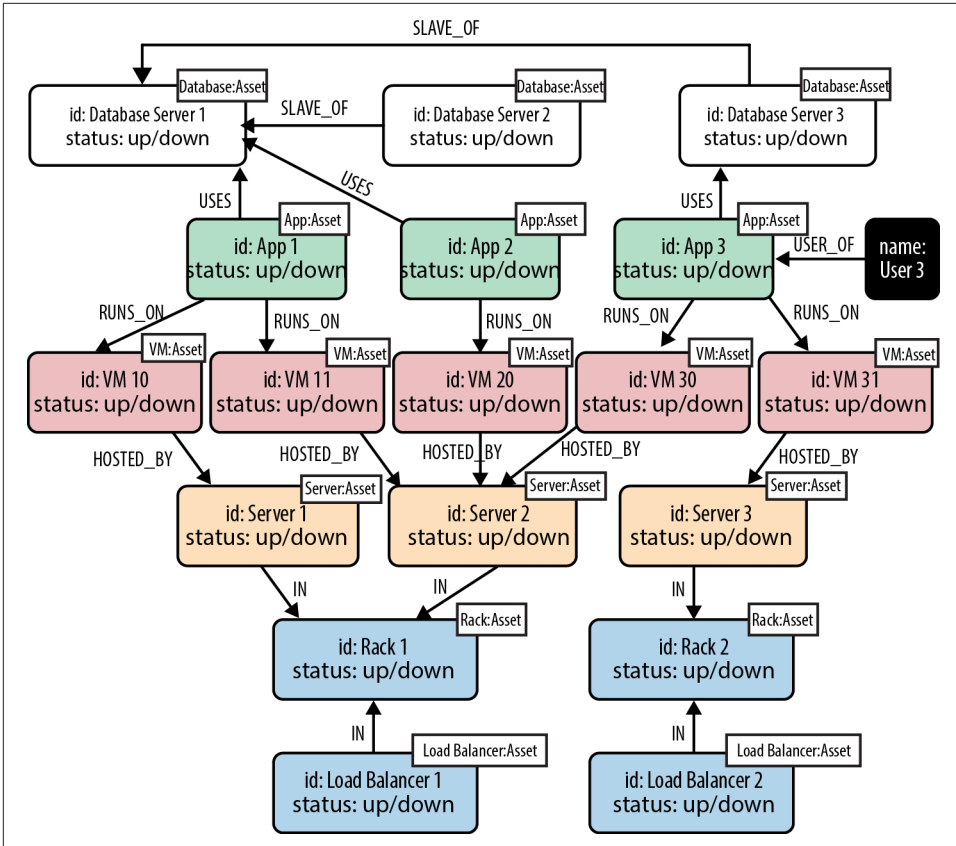 SLAVE_OF
Database:Asset
id: Database Server 1
status: up/down
SLAVE_OF
Database:Asset
id: Database Server 2
status: up/down
Database:Asset
id: Database Server 3
status: up/down
USES
USES
USES
App:Asset
id: App 1
status: up/down
App:Asset
id: App 2
status: up/down
App:Asset
id: App 3
status: up/down
USER_OF
name:
User 3
RUNS_ON
RUNS_ON
RUNS_ON
RUNS_ON
RUNS_ON
VM:Asset
id: VM 10
status: up/down
VM:Asset
id: VM 11
status: up/down
VM:Asset
id: VM 20
status: up/down
VM:Asset
id: VM 30
status: up/down
VM:Asset
id: VM 31
status: up/down
HOSTED_BY
HOSTED_BY
HOSTED_BY
HOSTED_BY
HOSTED_BY
Server:Asset
id: Server 1
status: up/down
Server:Asset
id: Server 2
status: up/down
Server:Asset
id: Server 3
status: up/down
IN
IN
IN
Rack:Asset
id: Rack 1
status: up/down
Rack:Asset
id: Rack 2
status: up/down
IN
IN
Load Balancer:Asset
id: Load Balancer 1
status: up/down
Load Balancer:Asset
id: Load Balancer 2
status: up/down